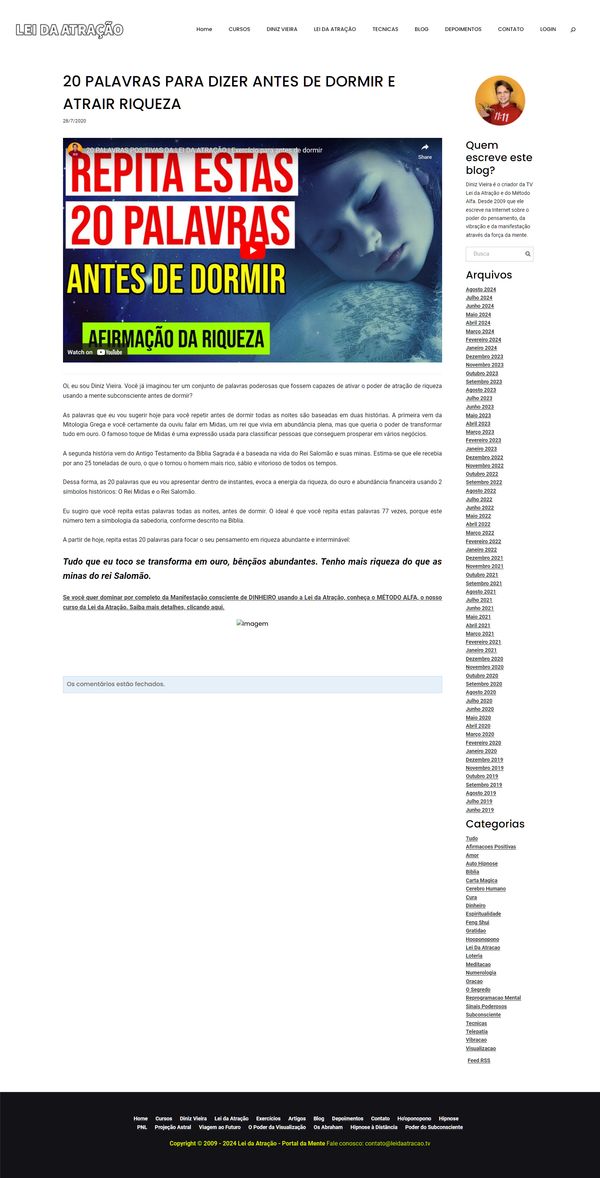 LEI DA ATRAÇÃO
Home CURSOS DINIZ VIEIRA LEI DA ATRAÇÃO TECNICAS BLOG DEPOIMENTOS CONTATO LOGIN
20 PALAVRAS PARA DIZER ANTES DE DORMIR E
ATRAIR RIQUEZA
28/7/2020
20 PALAVRAS POSITIVAS DA LEI DA ATRAÇÃO | Exercício para antes de dormir
Share
REPITA ESTAS
20 PALAVRAS
ANTES DE DORMIR
AFIRMAÇÃO DA RIQUEZA
Watch on YouTube
Oi, eu sou Diniz Vieira. Você já imaginou ter um conjunto de palavras poderosas que fossem capazes de ativar o poder de atração de riqueza
usando a mente subconsciente antes de dormir?
As palavras que eu vou sugerir hoje para você repetir antes de dormir todas as noites são baseadas em duas histórias. A primeira vem da
Mitologia Grega e você certamente da ouviu falar em Midas, um rei que vivia em abundância plena, mas que queria o poder de transformar
tudo em ouro. O famoso toque de Midas é uma expressão usada para classificar pessoas que conseguem prosperar em vários negócios.
A segunda história vem do Antigo Testamento da Bíblia Sagrada é a baseada na vida do Rei Salomão e suas minas. Estima-se que ele recebia
por ano 25 toneladas de ouro, o que o tornou o homem mais rico, sábio e vitorioso de todos os tempos.
Dessa forma, as 20 palavras que eu vou apresentar dentro de instantes, evoca a energia da riqueza, do ouro e abundância financeira usando 2
símbolos históricos: O Rei Midas e o Rei Salomão.
Eu sugiro que você repita estas palavras todas as noites, antes de dormir. O ideal é que você repita estas palavras 77 vezes, porque este
número tem a simbologia da sabedoria, conforme descrito na Bíblia.
A partir de hoje, repita estas 20 palavras para focar o seu pensamento em riqueza abundante e interminável:
Tudo que eu toco se transforma em ouro, bênçãos abundantes. Tenho mais riqueza do que as
minas do rei Salomão.
Se você quer dominar por completo da Manifestação consciente de DINHEIRO usando a Lei da Atração, conheça o MÉTODO ALFA, o nosso
curso da Lei da Atração. Saiba mais detalhes, clicando aqui.
Imagem
Os comentários estão fechados.
11:11
Quem
escreve este
blog?
Diniz Vieira é o criador da TV
Lei da Atração e do Método
Alfa. Desde 2009 que ele
escreve na Internet sobre o
poder do pensamento, da
vibração e da manifestação
através da força da mente.
Busca
Arquivos
Agosto 2024
Julho 2024
Junho 2024
Maio 2024
Abril 2024
Março 2024
Fevereiro 2024
Janeiro 2024
Dezembro 2023
Novembro 2023
Outubro 2023
Setembro 2023
Agosto 2023
Julho 2023
Junho 2023
Maio 2023
Abril 2023
Março 2023
Fevereiro 2023
Janeiro 2023
Dezembro 2022
Novembro 2022
Outubro 2022
Setembro 2022
Agosto 2022
Julho 2022
Junho 2022
Maio 2022
Abril 2022
Março 2022
Fevereiro 2022
Janeiro 2022
Dezembro 2021
Novembro 2021
Outubro 2021
Setembro 2021
Agosto 2021
Julho 2021
Junho 2021
Maio 2021
Abril 2021
Março 2021
Fevereiro 2021
Janeiro 2021
Dezembro 2020
Novembro 2020
Outubro 2020
Setembro 2020
Agosto 2020
Julho 2020
Junho 2020
Maio 2020
Abril 2020
Março 2020
Fevereiro 2020
Janeiro 2020
Dezembro 2019
Novembro 2019
Outubro 2019
Setembro 2019
Agosto 2019
Julho 2019
Junho 2019
Categorias
Tudo
Afirmacoes Positivas
Amor
Auto Hipnose
Biblia
Carta Magica
Cerebro Humano
Cura
Dinheiro
Espiritualidade
Feng Shui
Gratidao
Hooponopono
Lei Da Atracao
Loteria
Meditacao
Numerologia
Oracao
O Segredo
Reprogramacao Mental
Sinais Poderosos
Subconsciente
Tecnicas
Telepatia
Vibracao
Visualizacao
Feed RSS
Home Cursos Diniz Vieira Lei da Atração Exercícios Artigos Blog Depoimentos Contato Ho'oponopono Hipnose
PNL Projeção Astral Viagem ao Futuro O Poder da Visualização Os Abraham Hipnose à Distância Poder do Subconsciente
Copyright © 2009 - 2024 Lei da Atração - Portal da Mente Fale conosco: contato@leidaatracao.tv